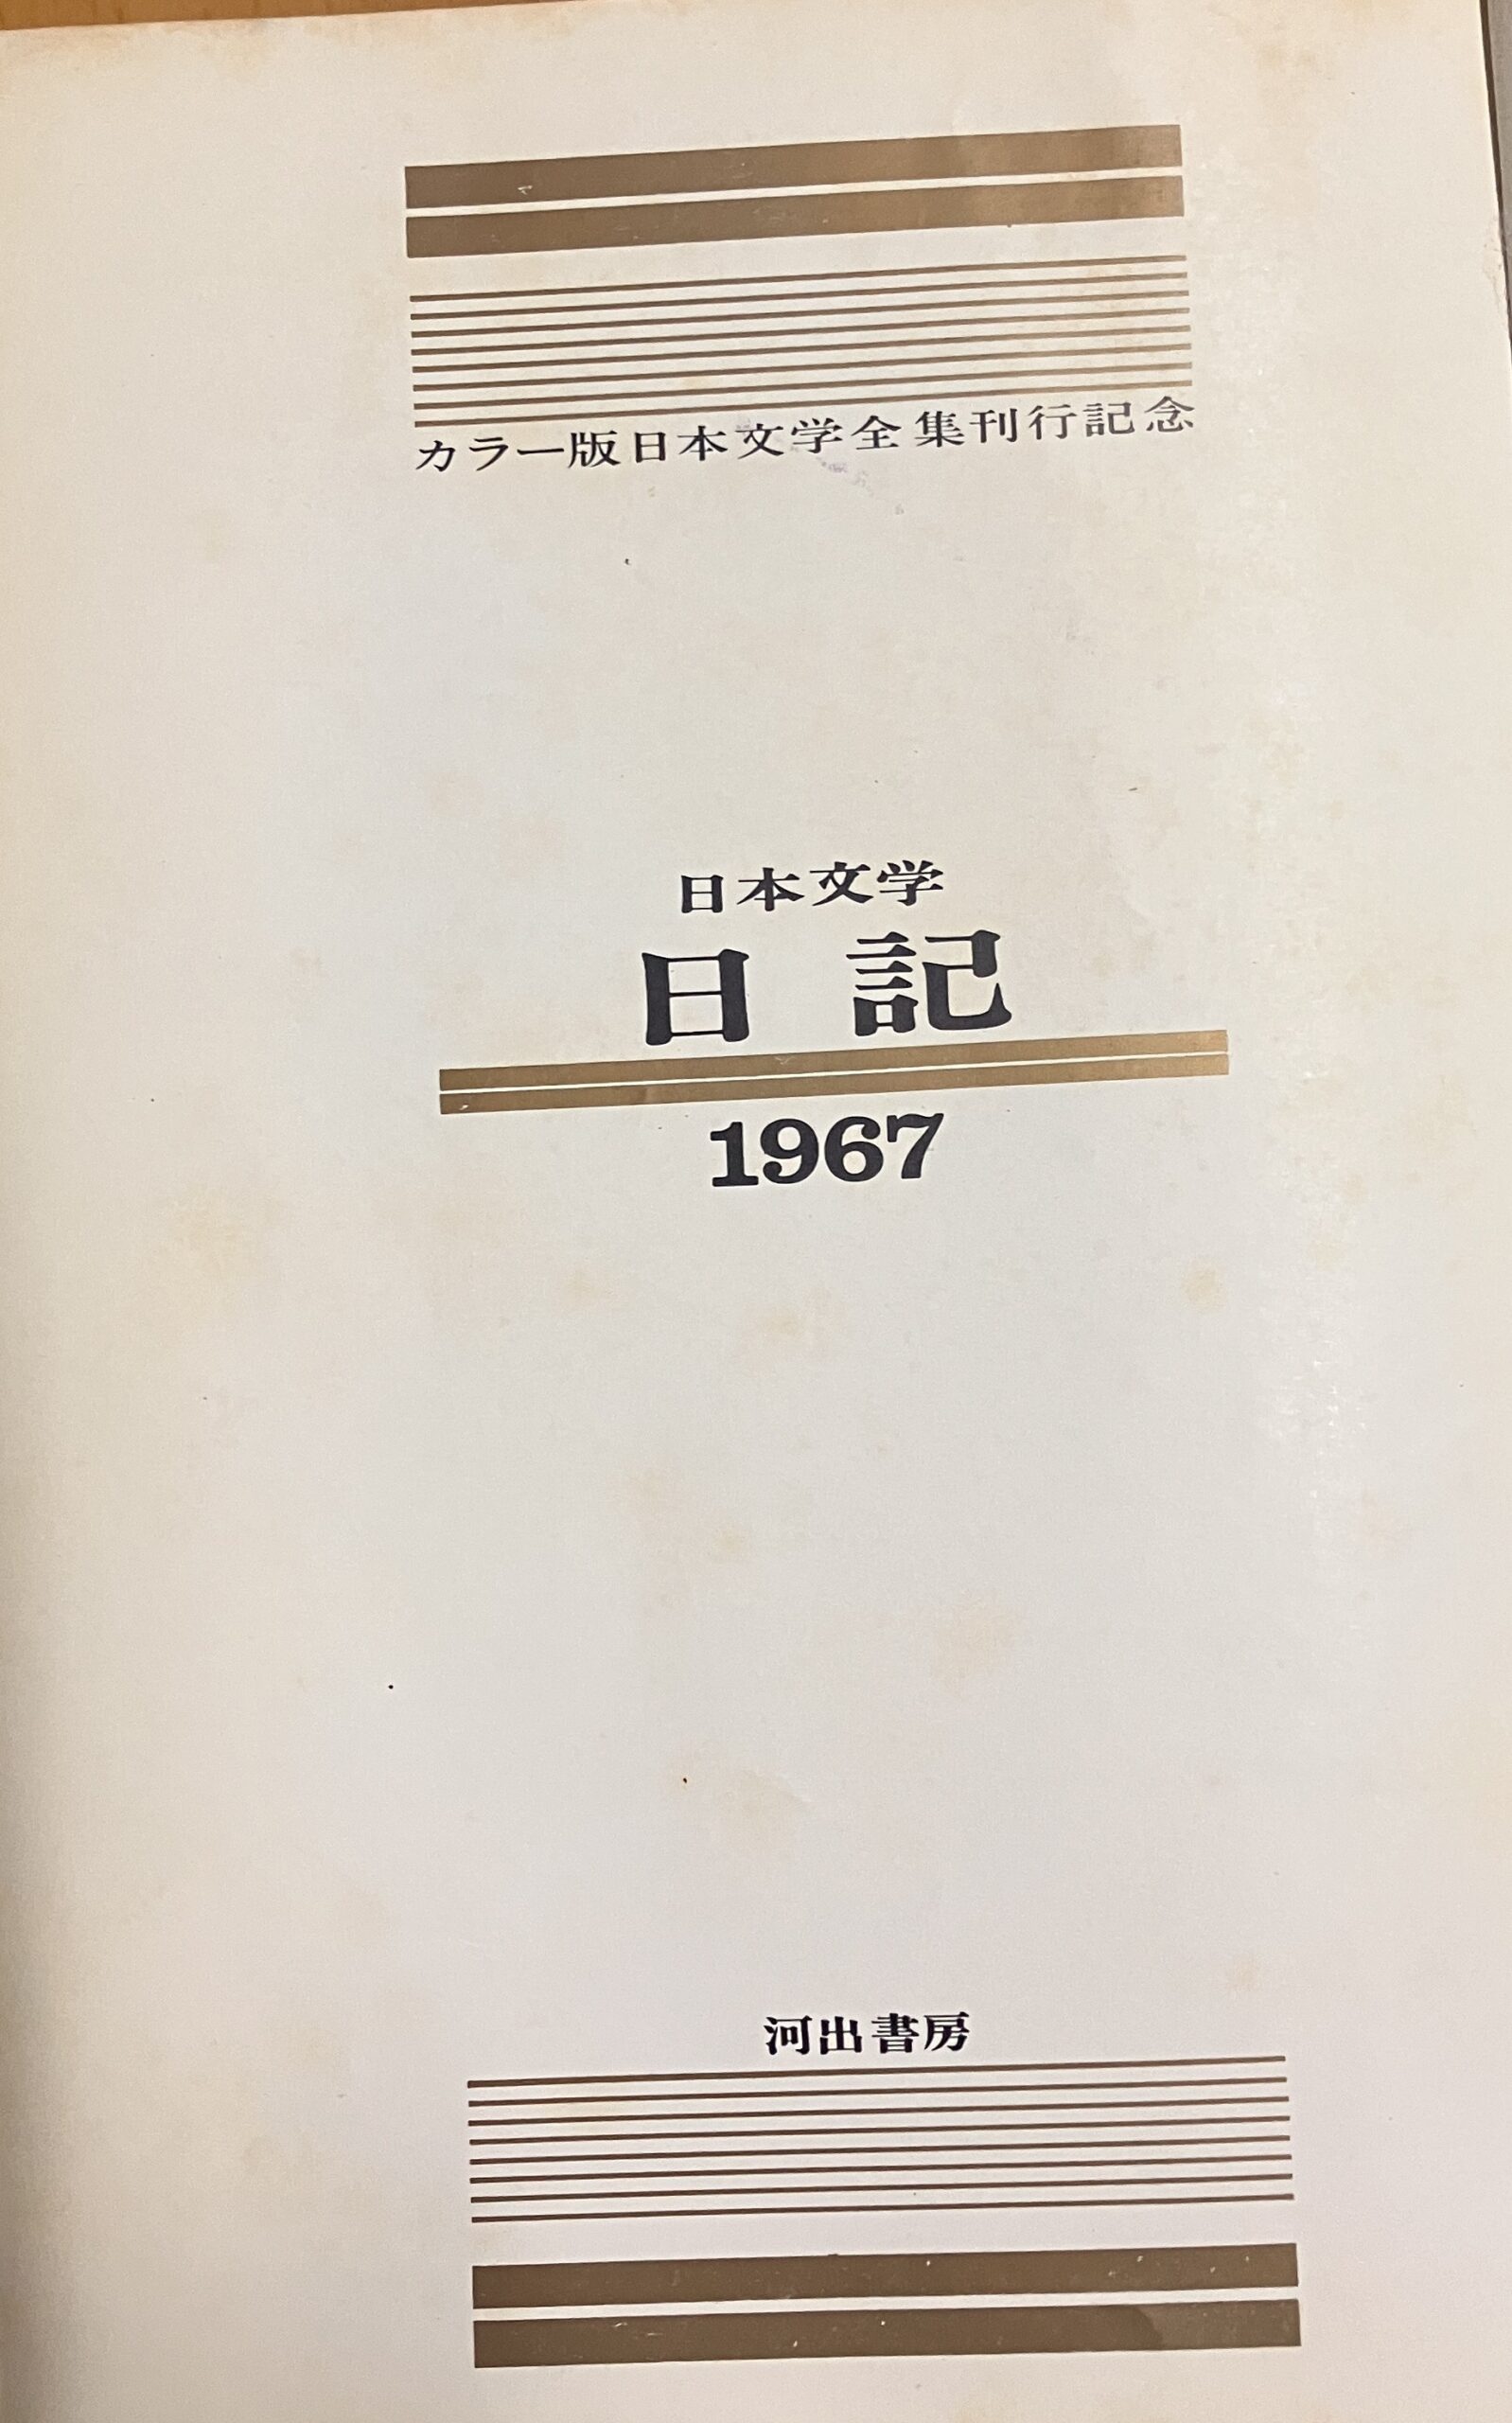 カラー版日本文学全集刊行記念
日本文学
日記
1967
河出書房